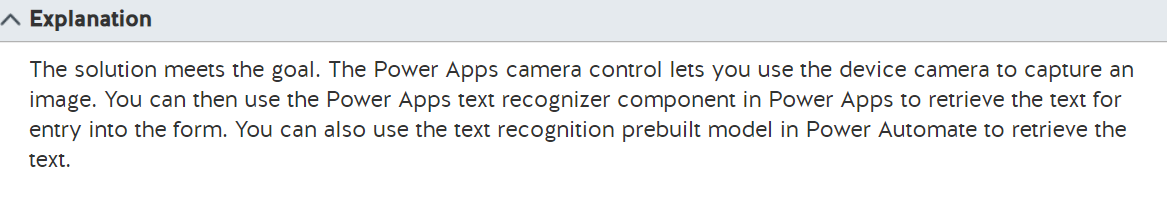 Explanation
The solution meets the goal. The Power Apps camera control lets you use the device camera to capture an
image. You can then use the Power Apps text recognizer component in Power Apps to retrieve the text for
entry into the form. You can also use the text recognition prebuilt model in Power Automate to retrieve the
text.